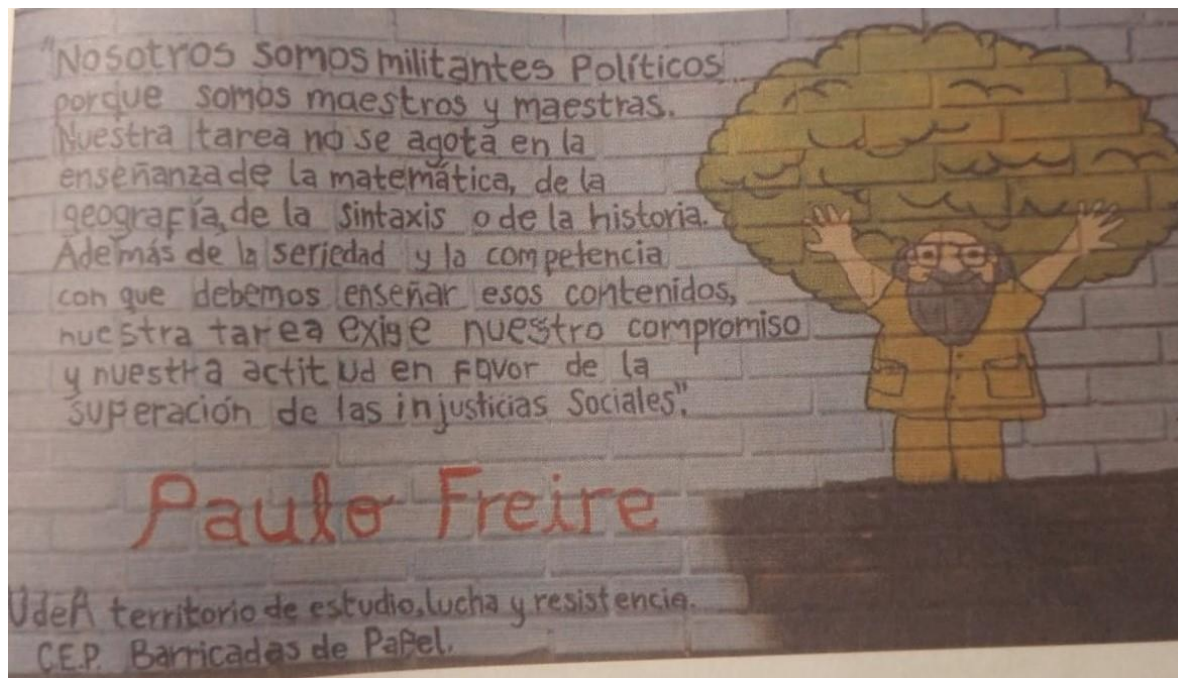 "Nosotros somos militantes Políticos
porque somos maestros y maestras.
Nuestra tarea no se agota en la
enseñanza de la matemática, de la
geografía, de la sintaxis o de la historia.
Además de la seriedad y la competencia
con que debemos enseñar esos contenidos,
nuestra tarea exige nuestro compromiso
y nuestra actitud en favor de la
superación de las injusticias Sociales".
Paulo Freire
UdeA territorio de estudio, lucha y resistencia.
C.E.P. Barricadas de Papel.